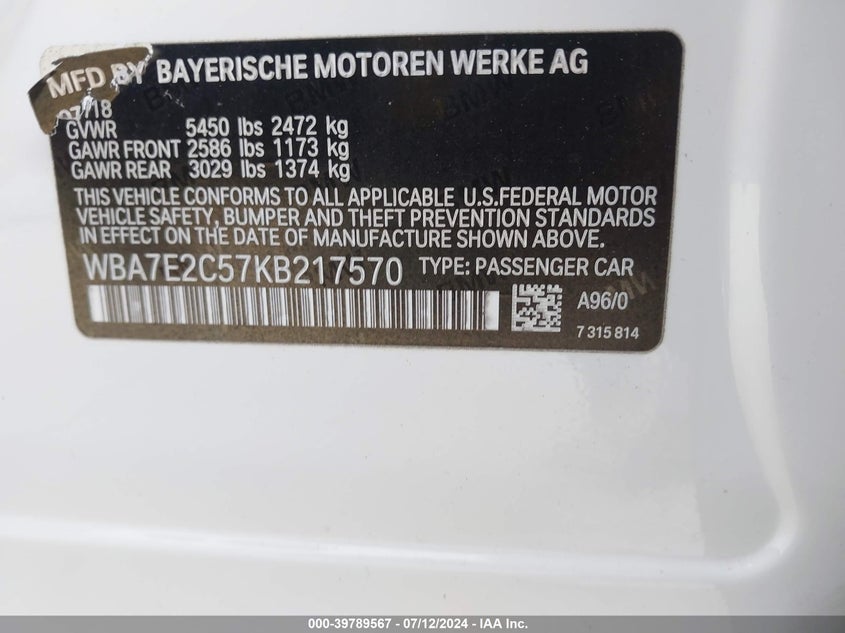 MFD BY BAYERISCHE MOTOREN WERKE AG
07/18
GVWR 5450 lbs 2472 kg
GAWR FRONT 2586 lbs 1173 kg
GAWR REAR 3029 lbs 1374 kg
THIS VEHICLE CONFORMS TO ALL APPLICABLE U.S.FEDERAL MOTOR
VEHICLE SAFETY, BUMPER AND THEFT PREVENTION STANDARDS
IN EFFECT ON THE DATE OF MANUFACTURE SHOWN ABOVE.
WBA7E2C57KB217570 TYPE: PASSENGER CAR
A96/0
7 315 814
000-39789567 - 07/12/2024 - IAA Inc.